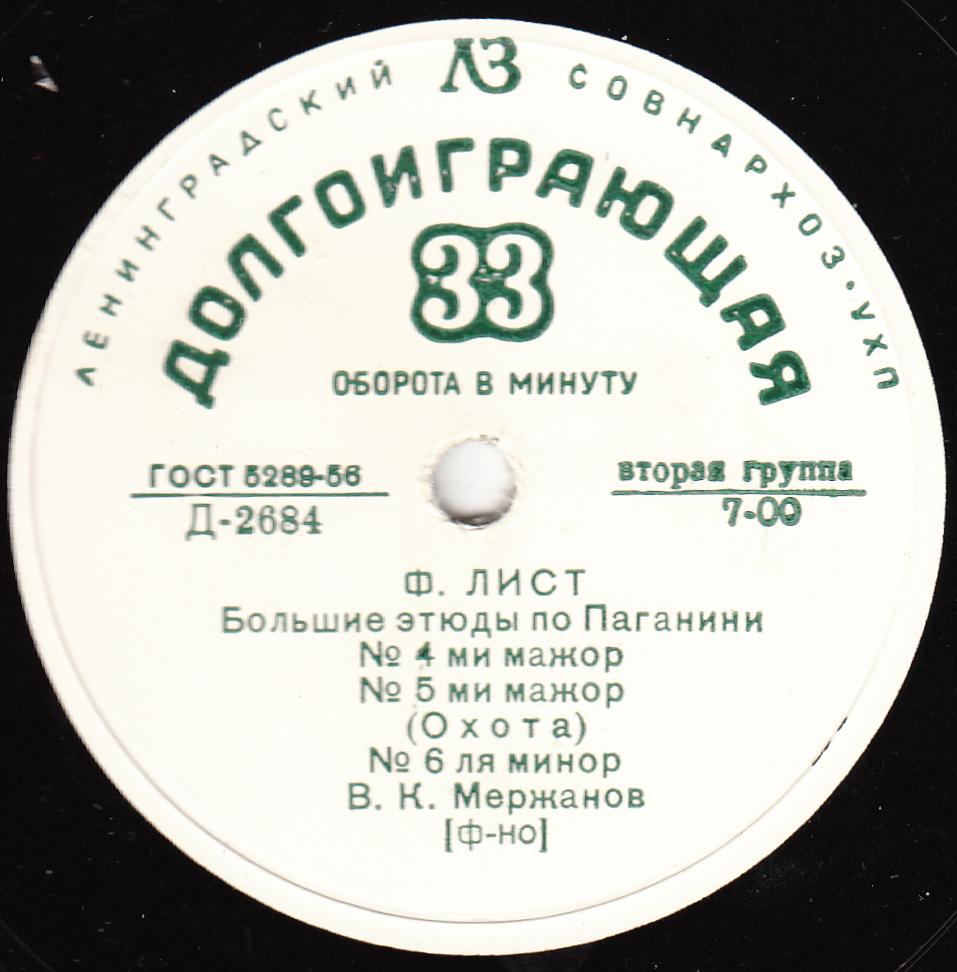 ЛЕНИНГРАДСКИЙ ЛЗ СОВНАРХОЗ · УХП
ДОЛГОИГРАЮЩАЯ
33
ОБОРОТА В МИНУТУ
ГОСТ 5289-56
Д-2684
вторая группа
7-00
Ф. ЛИСТ
Большие этюды по Паганини
№ 4 ми мажор
№ 5 ми мажор
(Охота)
№ 6 ля минор
В. К. Мержанов
[ф-но]